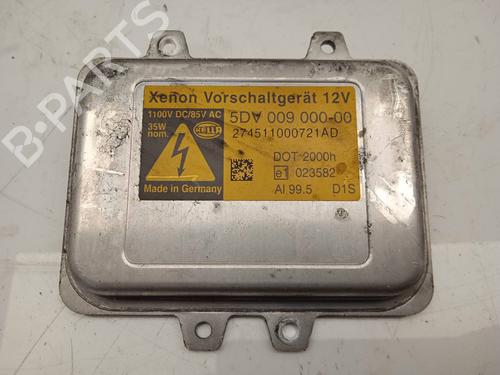 Xenon Vorschaltgerät 12V
1100V DC/85V AC
5DV 009 000-00
35W
nom.
HELLA
274511000721AD
DOT 2000h
e1 023582
Made in Germany
AI 99.5 D1S
B-PARTS